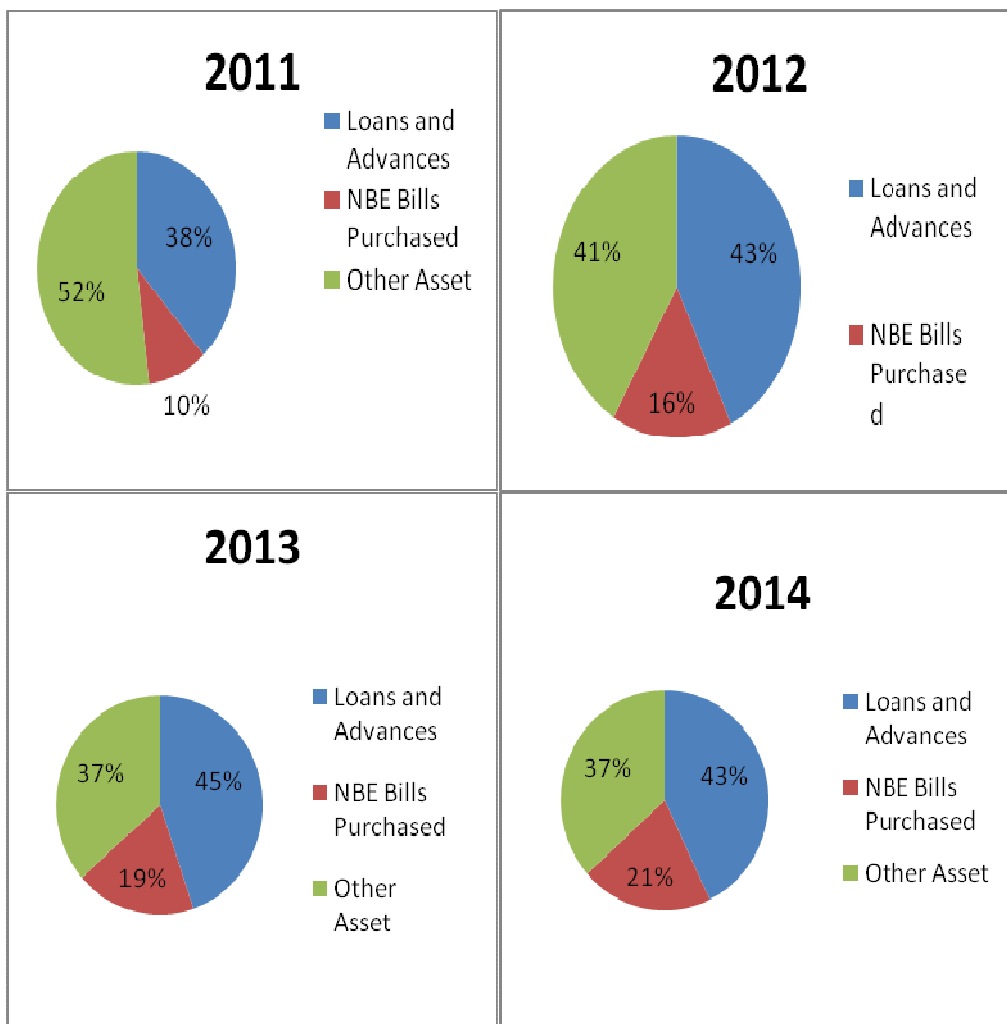 2011
Loans and
Advances
NBE Bills
Purchased
Other Asset
38%
52%
10%
2012
Loans and
Advances
NBE Bills
Purchase
d
41%
43%
16%
2013
Loans and
Advances
NBE Bills
Purchased
Other
Asset
37%
45%
19%
2014
Loans and
Advances
NBE Bills
Purchased
Other Asset
37%
43%
21%